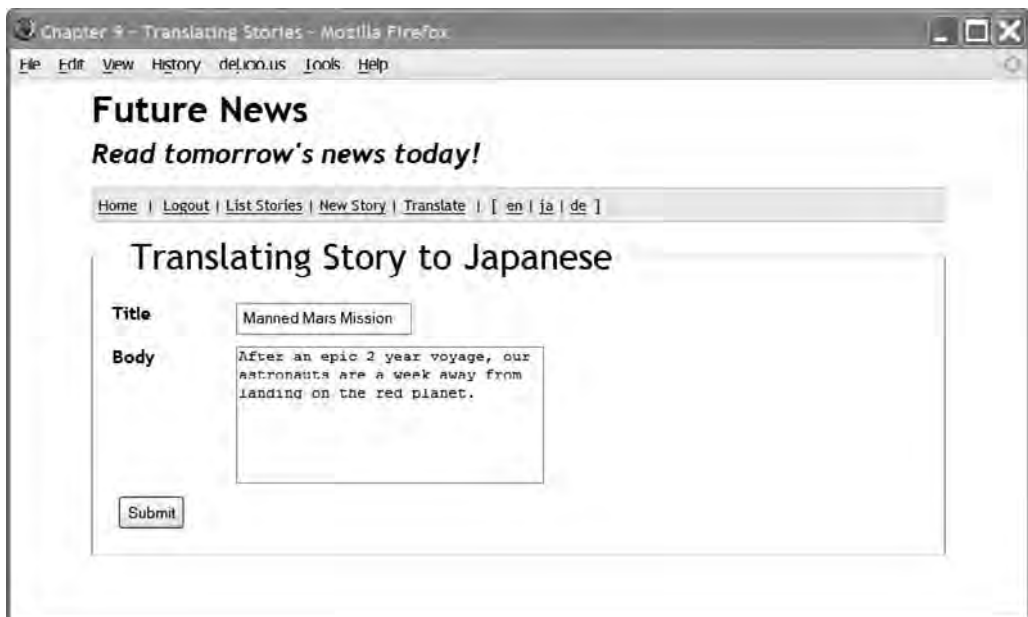 Chapter 9 - Translating Stories - Mozilla Firefox
File Edit View History del.icio.us Tools Help
Future News
Read tomorrow's news today!
Home | Logout | List Stories | New Story | Translate | [ en | ja | de ]
Translating Story to Japanese
Title
Manned Mars Mission
Body
After an epic 2 year voyage, our
astronauts are a week away from
landing on the red planet.
Submit